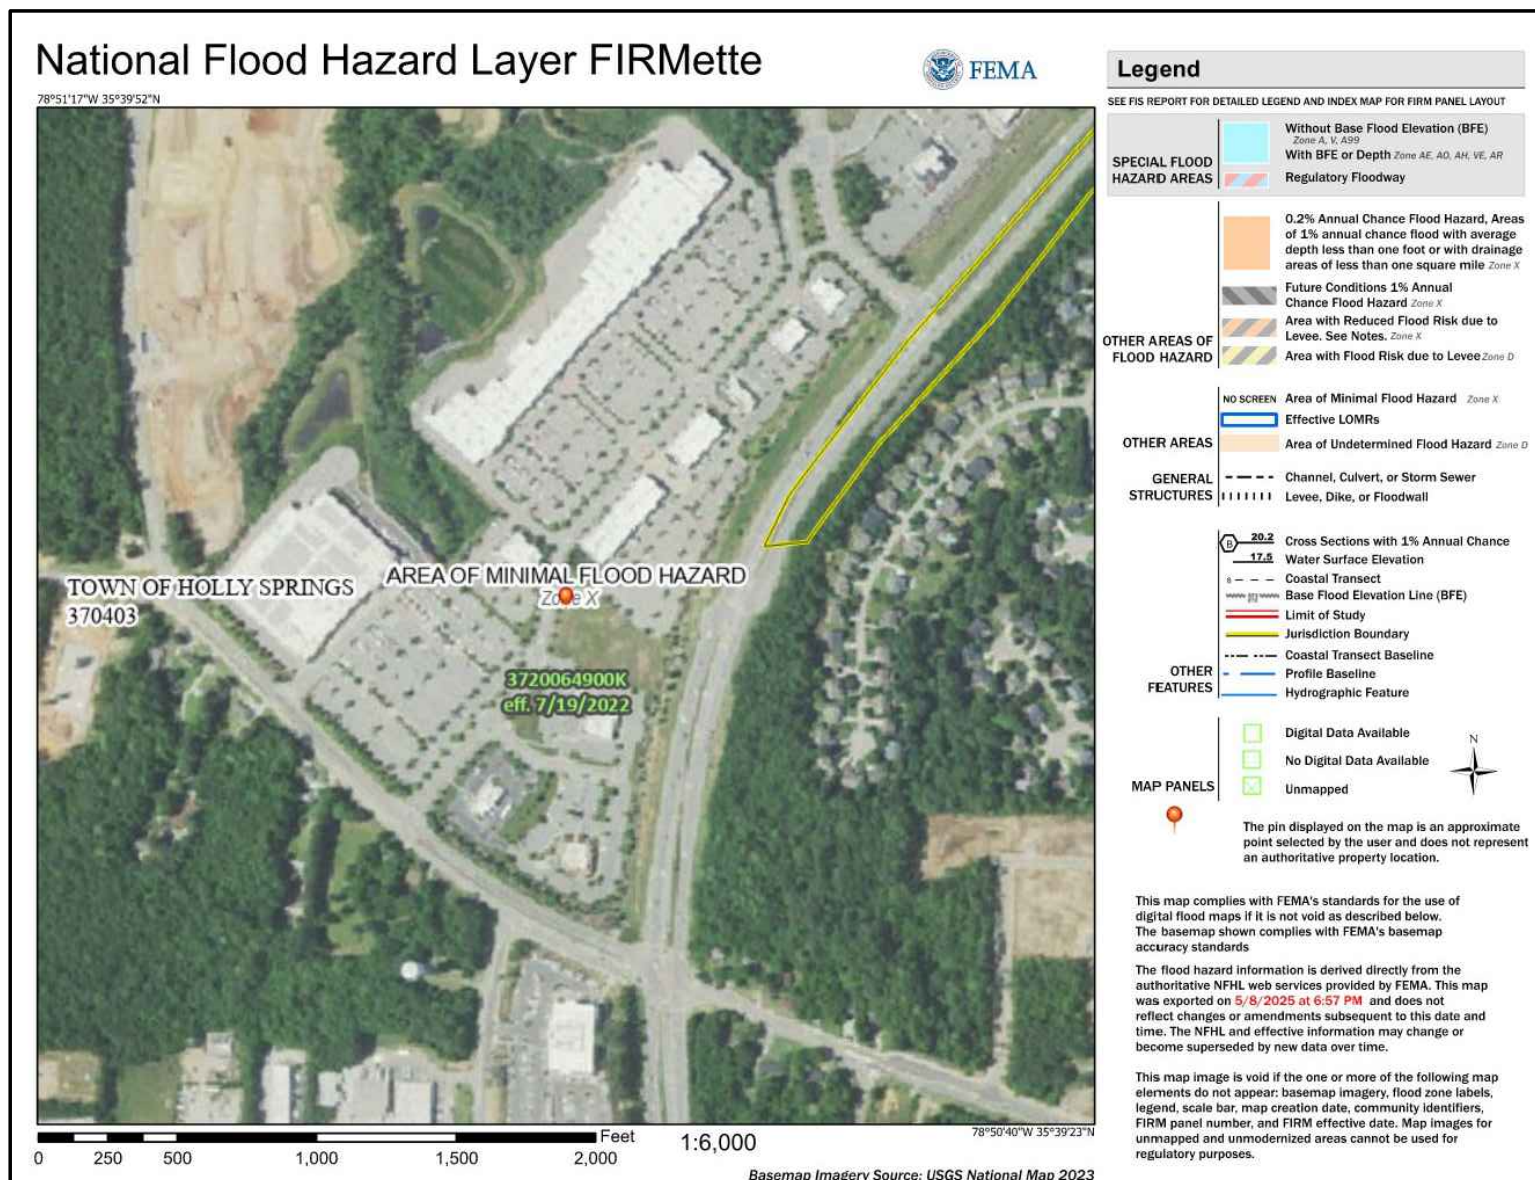 National Flood Hazard Layer FIRMette
FEMA
78°51'17"W 35°39'52"N
TOWN OF HOLLY SPRINGS
370403
AREA OF MINIMAL FLOOD HAZARD
Zone X
3720064900K
eff. 7/19/2022
78°50'40"W 35°39'23"N
Feet
1:6,000
0
250
500
1,000
1,500
2,000
Basemap Imagery Source: USGS National Map 2023
Legend
SEE FIS REPORT FOR DETAILED LEGEND AND INDEX MAP FOR FIRM PANEL LAYOUT
SPECIAL FLOOD
HAZARD AREAS
Without Base Flood Elevation (BFE)
Zone A, V, A99
With BFE or Depth Zone AE, AO, AH, VE, AR
Regulatory Floodway
OTHER AREAS OF
FLOOD HAZARD
0.2% Annual Chance Flood Hazard, Areas
of 1% annual chance flood with average
depth less than one foot or with drainage
areas of less than one square mile Zone X
Future Conditions 1% Annual
Chance Flood Hazard Zone X
Area with Reduced Flood Risk due to
Levee. See Notes. Zone X
Area with Flood Risk due to Levee Zone D
OTHER AREAS
NO SCREEN Area of Minimal Flood Hazard Zone X
Effective LOMRs
Area of Undetermined Flood Hazard Zone D
GENERAL
STRUCTURES
Channel, Culvert, or Storm Sewer
Levee, Dike, or Floodwall
OTHER
FEATURES
B 20.2 Cross Sections with 1% Annual Chance
17.5 Water Surface Elevation
8 Coastal Transect
Base Flood Elevation Line (BFE)
Limit of Study
Jurisdiction Boundary
Coastal Transect Baseline
Profile Baseline
Hydrographic Feature
MAP PANELS
Digital Data Available
No Digital Data Available
Unmapped
N
The pin displayed on the map is an approximate
point selected by the user and does not represent
an authoritative property location.
This map complies with FEMA's standards for the use of
digital flood maps if it is not void as described below.
The basemap shown complies with FEMA's basemap
accuracy standards
The flood hazard information is derived directly from the
authoritative NFHL web services provided by FEMA. This map
was exported on 5/8/2025 at 6:57 PM and does not
reflect changes or amendments subsequent to this date and
time. The NFHL and effective information may change or
become superseded by new data over time.
This map image is void if the one or more of the following map
elements do not appear: basemap imagery, flood zone labels,
legend, scale bar, map creation date, community identifiers,
FIRM panel number, and FIRM effective date. Map images for
unmapped and unmodernized areas cannot be used for
regulatory purposes.